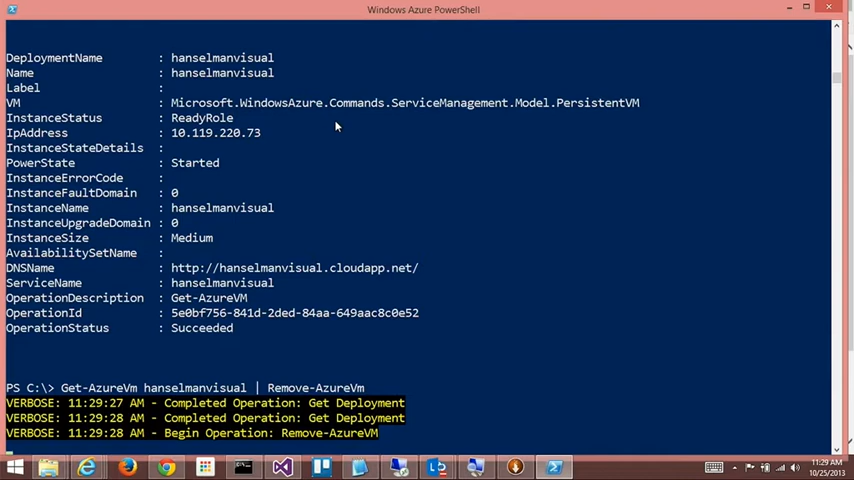 Windows Azure PowerShell
DeploymentName : hanselmanvisual
Name : hanselmanvisual
Label :
VM : Microsoft.WindowsAzure.Commands.ServiceManagement.Model.PersistentVM
InstanceStatus : ReadyRole
IpAddress : 10.119.220.73
InstanceStateDetails :
PowerState : Started
InstanceErrorCode :
InstanceFaultDomain : 0
InstanceName : hanselmanvisual
InstanceUpgradeDomain : 0
InstanceSize : Medium
AvailabilitySetName :
DNSName : http://hanselmanvisual.cloudapp.net/
ServiceName : hanselmanvisual
OperationDescription : Get-AzureVM
OperationId : 5e0bf756-841d-2ded-84aa-649aac8c0e52
OperationStatus : Succeeded
PS C:\> Get-AzureVm hanselmanvisual | Remove-AzureVm
VERBOSE: 11:29:27 AM - Completed Operation: Get Deployment
VERBOSE: 11:29:28 AM - Completed Operation: Get Deployment
VERBOSE: 11:29:28 AM - Begin Operation: Remove-AzureVM
11:29 AM
10/25/2013